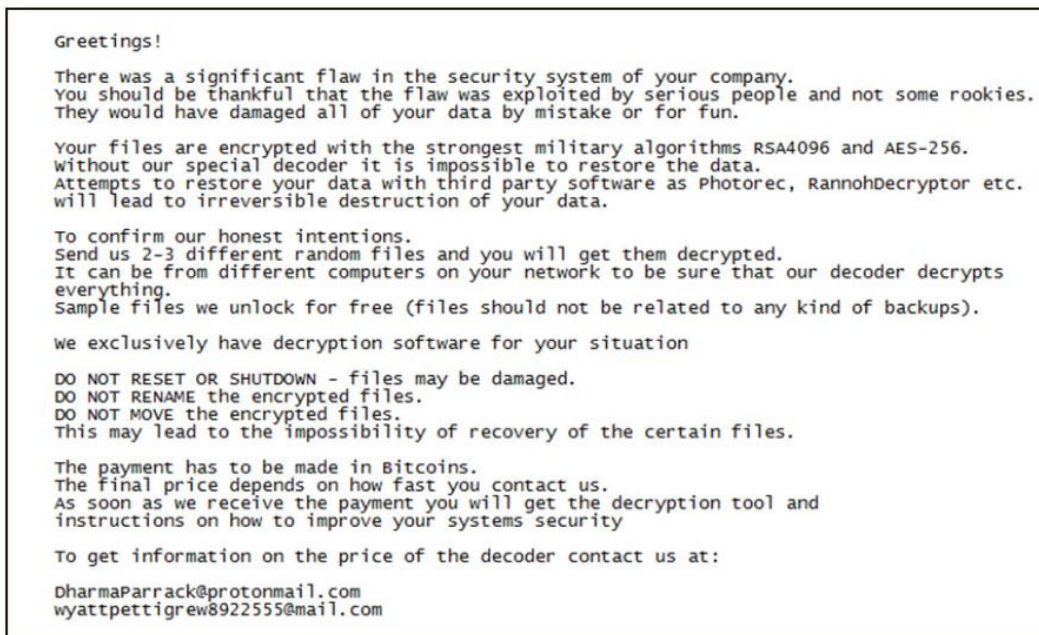 Greetings!
There was a significant flaw in the security system of your company.
You should be thankful that the flaw was exploited by serious people and not some rookies.
They would have damaged all of your data by mistake or for fun.
Your files are encrypted with the strongest military algorithms RSA4096 and AES-256.
Without our special decoder it is impossible to restore the data.
Attempts to restore your data with third party software as Photorec, RannohDecryptor etc.
will lead to irreversible destruction of your data.
To confirm our honest intentions.
Send us 2-3 different random files and you will get them decrypted.
It can be from different computers on your network to be sure that our decoder decrypts
everything.
Sample files we unlock for free (files should not be related to any kind of backups).
We exclusively have decryption software for your situation
DO NOT RESET OR SHUTDOWN - files may be damaged.
DO NOT RENAME the encrypted files.
DO NOT MOVE the encrypted files.
This may lead to the impossibility of recovery of the certain files.
The payment has to be made in Bitcoins.
The final price depends on how fast you contact us.
As soon as we receive the payment you will get the decryption tool and
instructions on how to improve your systems security
To get information on the price of the decoder contact us at:
DharmaParrack@protonmail.com
wyattpettigrew8922555@mail.com